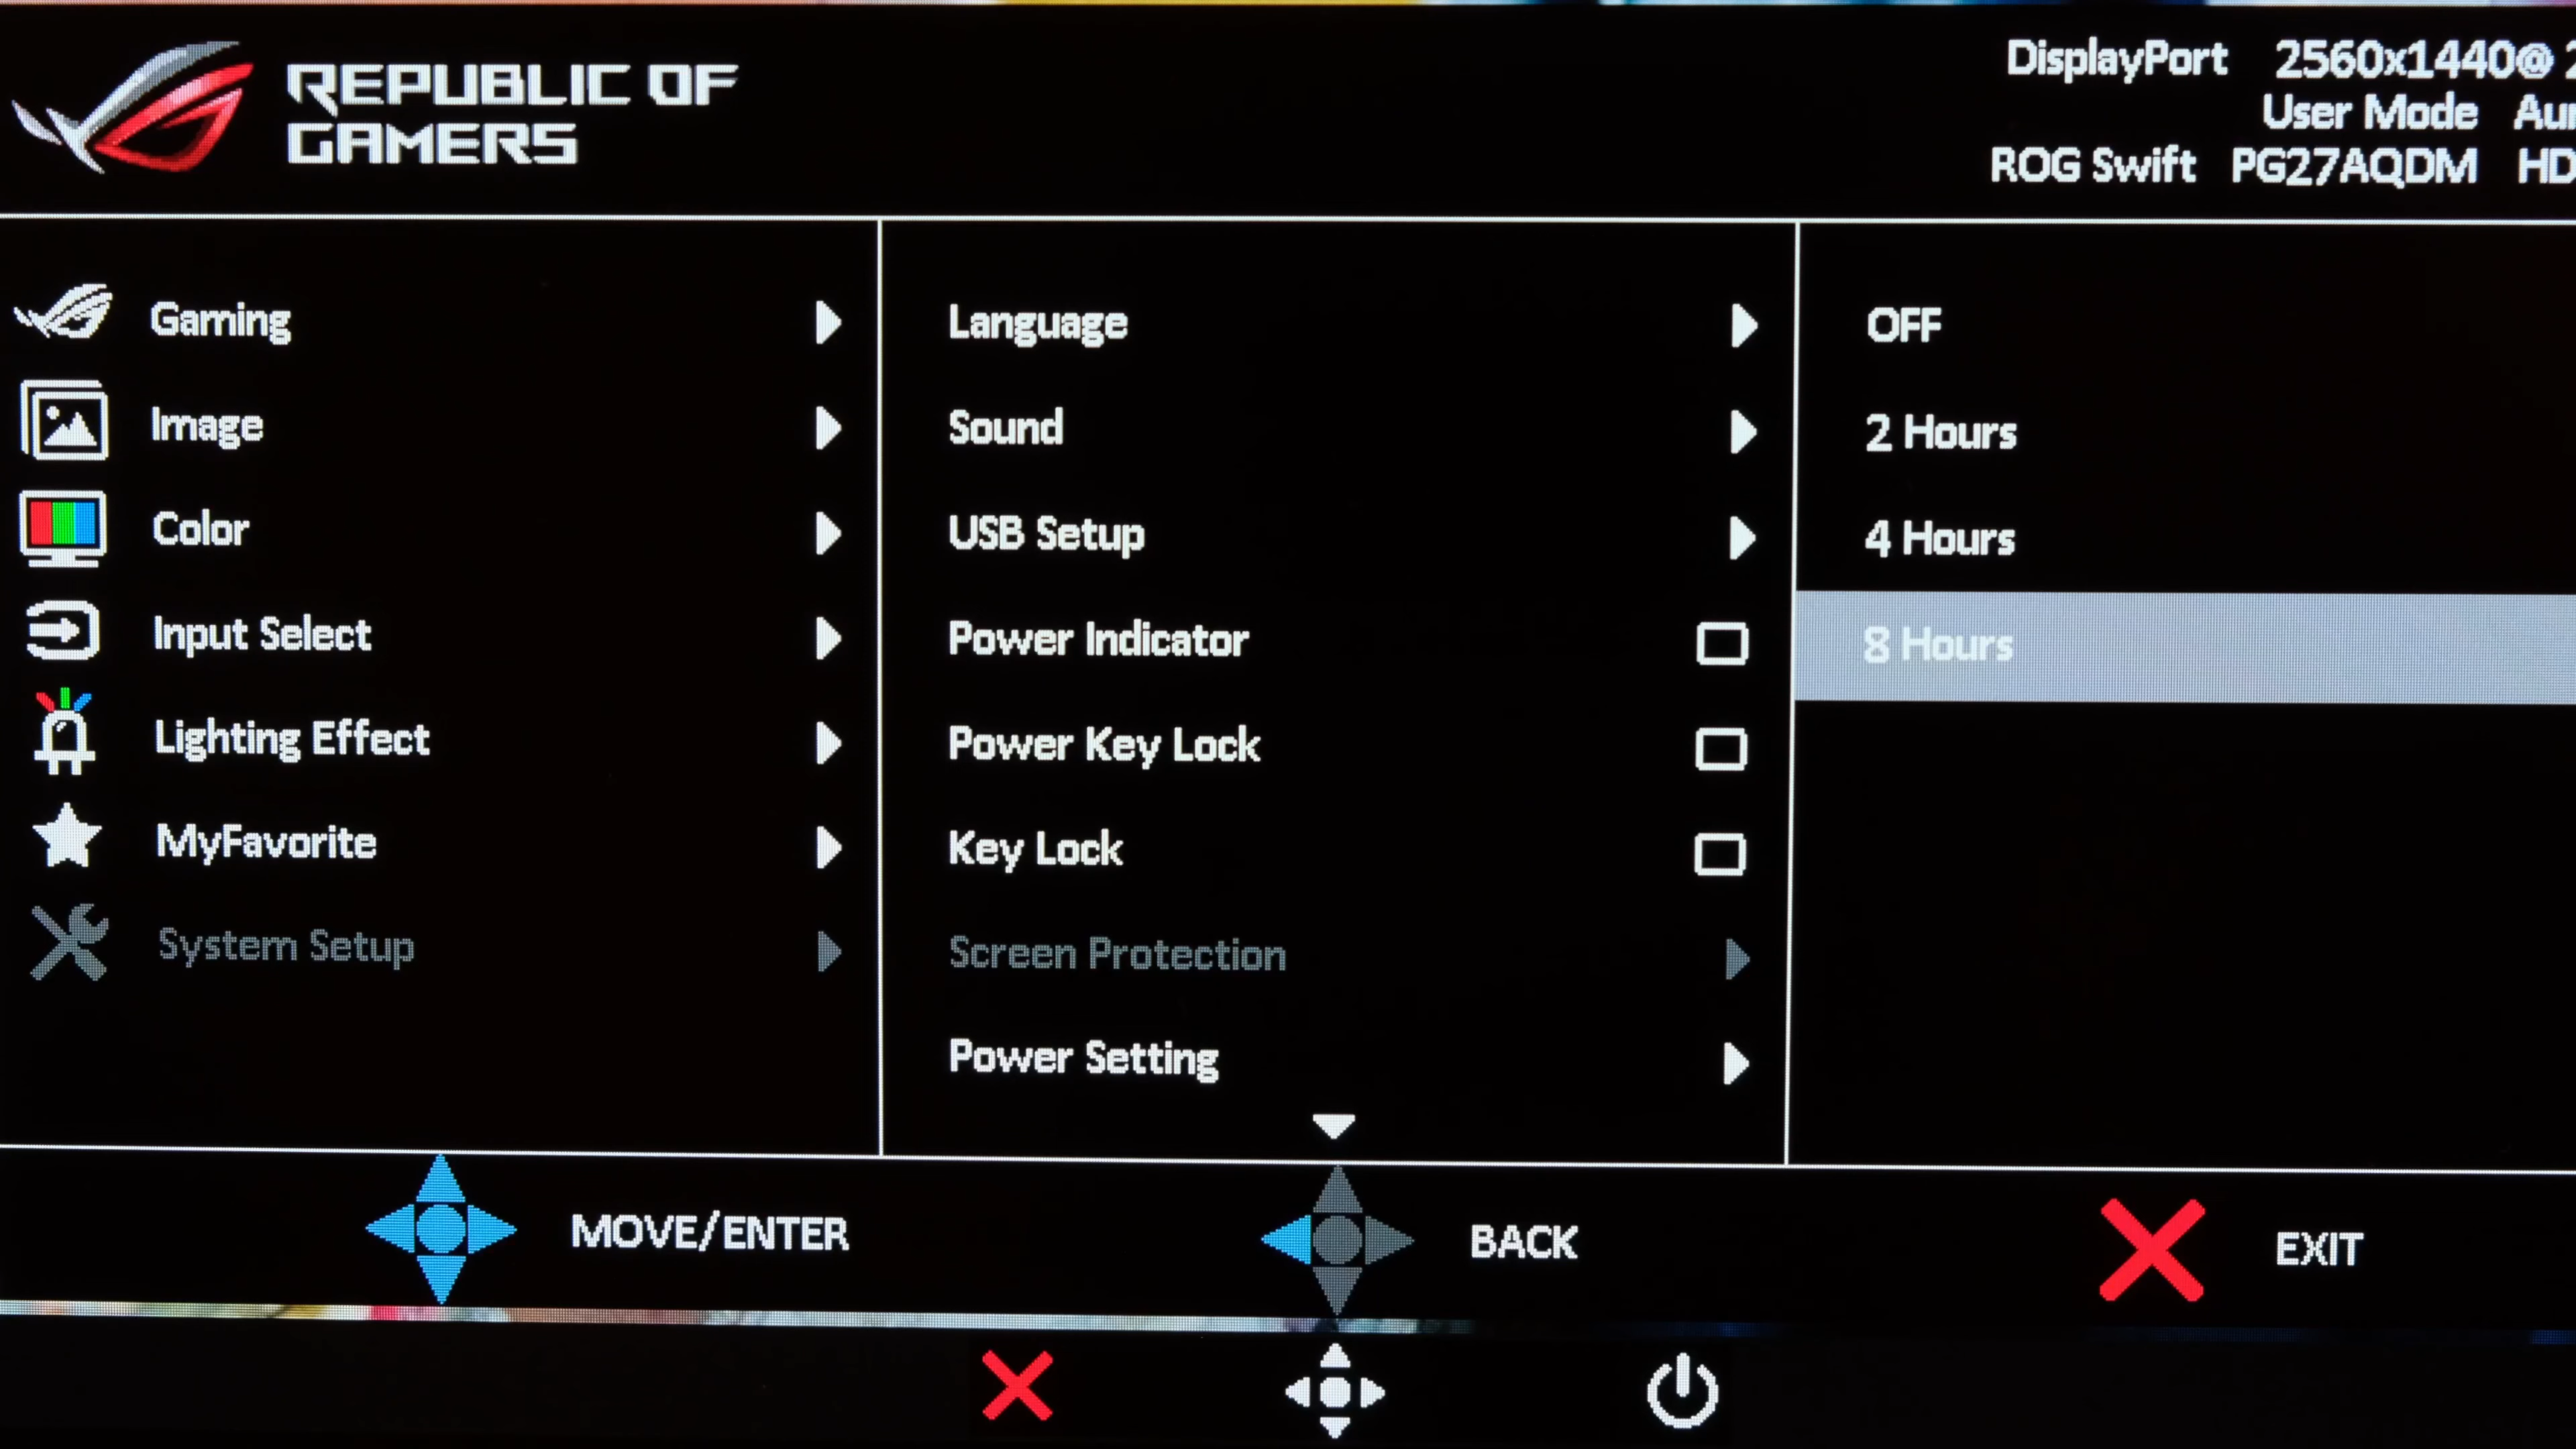 REPUBLIC OF
GAMERS
DisplayPort 2560x1440@
User Mode
ROG Swift PG27AQDM
Gaming
Image
Color
Input Select
Lighting Effect
MyFavorite
System Setup
Language
Sound
USB Setup
Power Indicator
Power Key Lock
Key Lock
Screen Protection
Power Setting
OFF
2 Hours
4 Hours
8 Hours
MOVE/ENTER
BACK
EXIT